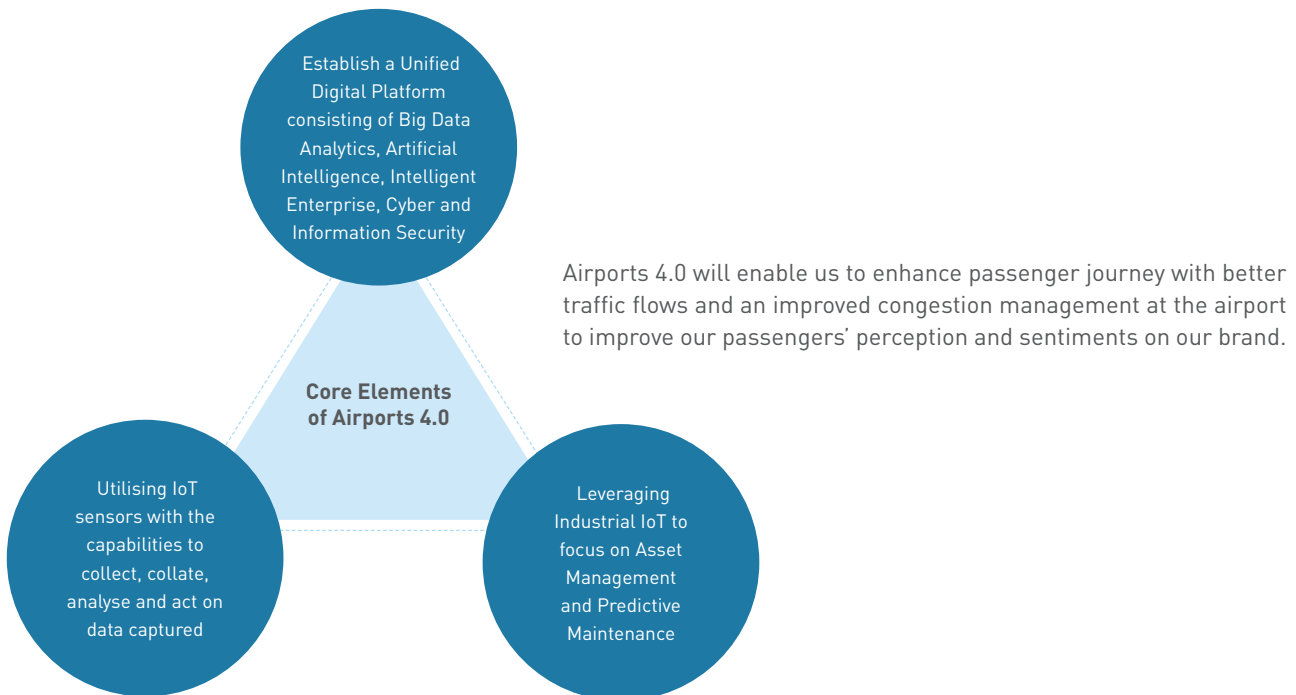 Establish a Unified
Digital Platform
consisting of Big Data
Analytics, Artificial
Intelligence, Intelligent
Enterprise, Cyber and
Information Security
Airports 4.0 will enable us to enhance passenger journey with better
traffic flows and an improved congestion management at the airport
to improve our passengers’ perception and sentiments on our brand.
Core Elements
of Airports 4.0
Utilising IoT
sensors with the
capabilities to
collect, collate,
analyse and act on
data captured
Leveraging
Industrial IoT to
focus on Asset
Management
and Predictive
Maintenance